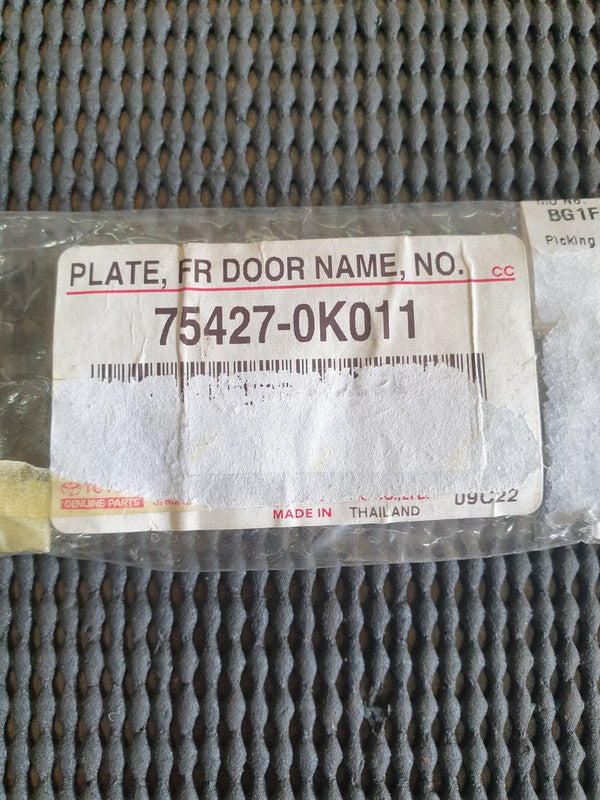 PLATE, FR DOOR NAME, NO. CC
75427-0K011
GENUINE PARTS
09C22
MADE IN THAILAND
BG1F
Picking